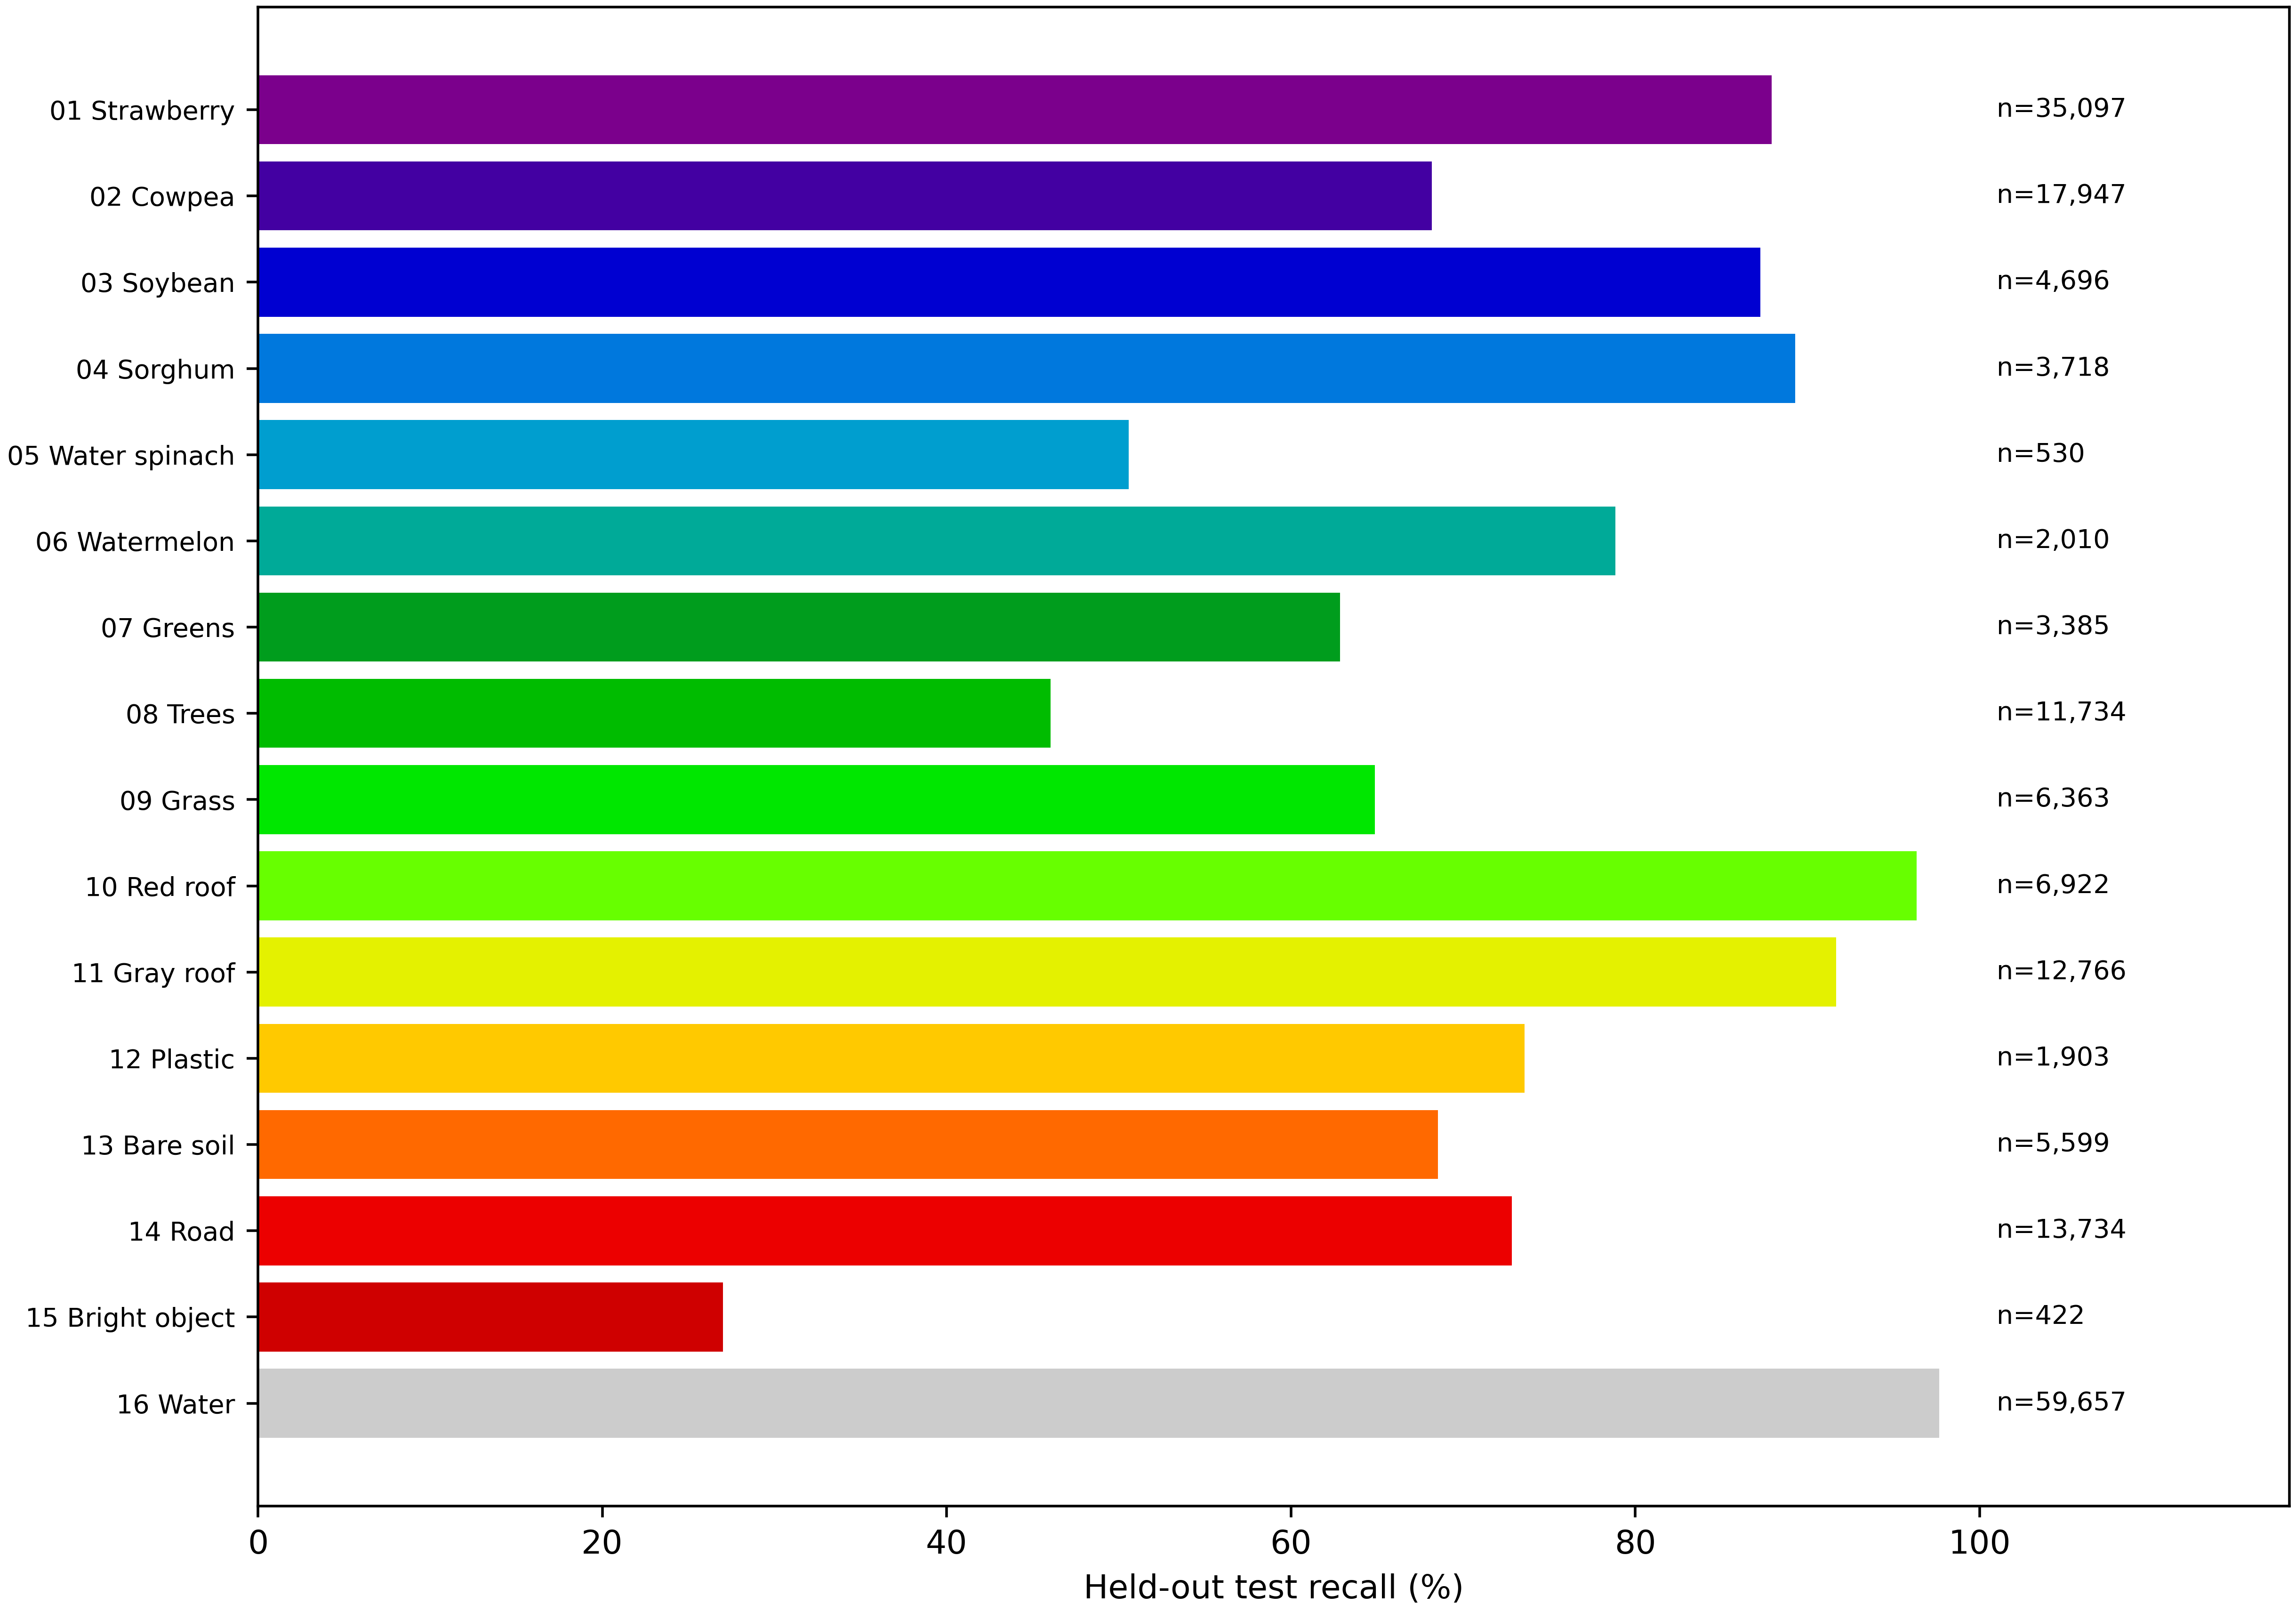 01 Strawberry n=35,097
02 Cowpea n=17,947
03 Soybean n=4,696
04 Sorghum n=3,718
05 Water spinach n=530
06 Watermelon n=2,010
07 Greens n=3,385
08 Trees n=11,734
09 Grass n=6,363
10 Red roof n=6,922
11 Gray roof n=12,766
12 Plastic n=1,903
13 Bare soil n=5,599
14 Road n=13,734
15 Bright object n=422
16 Water n=59,657
0 20 40 60 80 100
Held-out test recall (%)